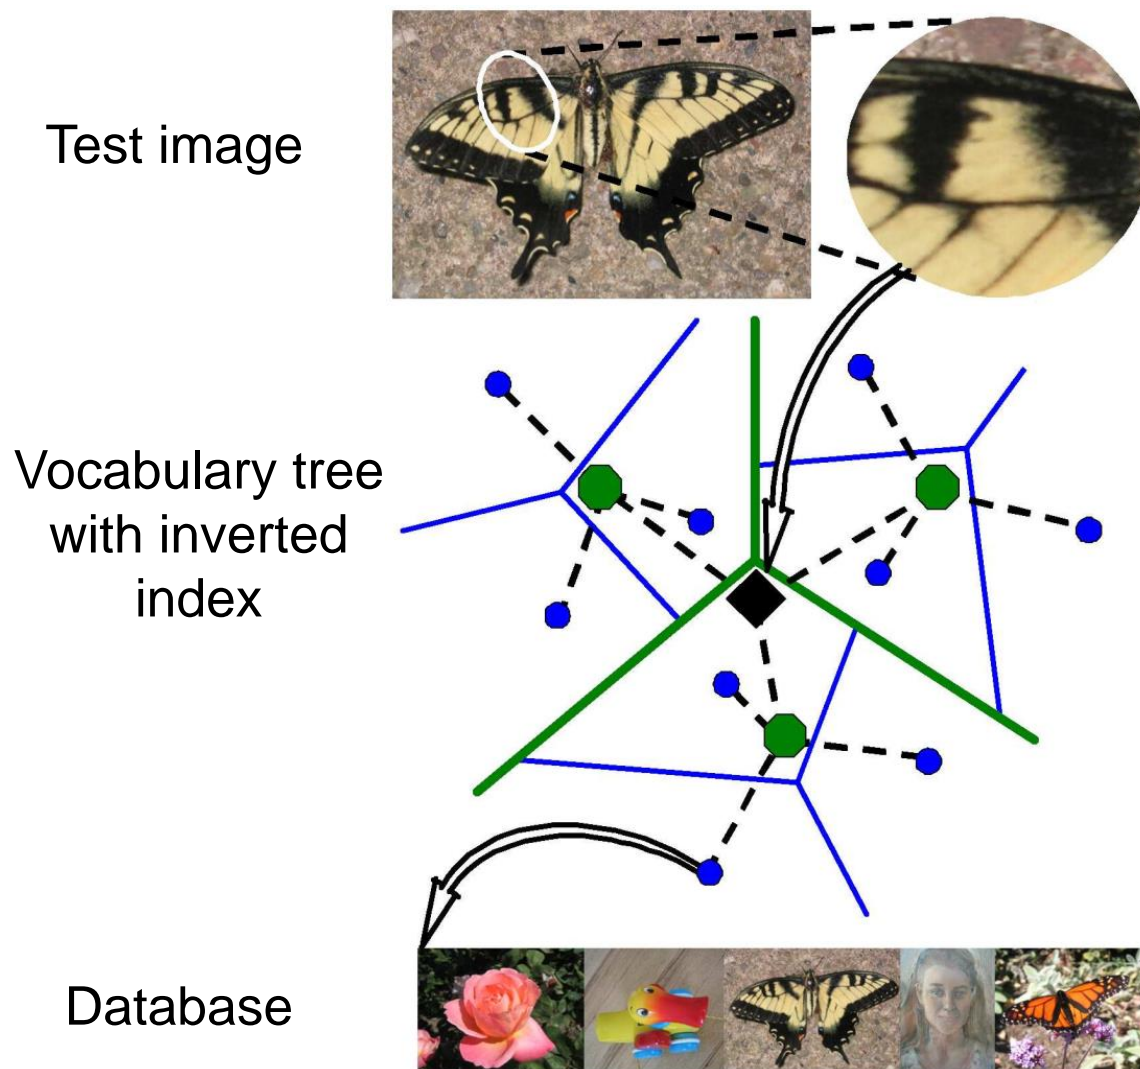 Test image
Vocabulary tree
with inverted
index
Database